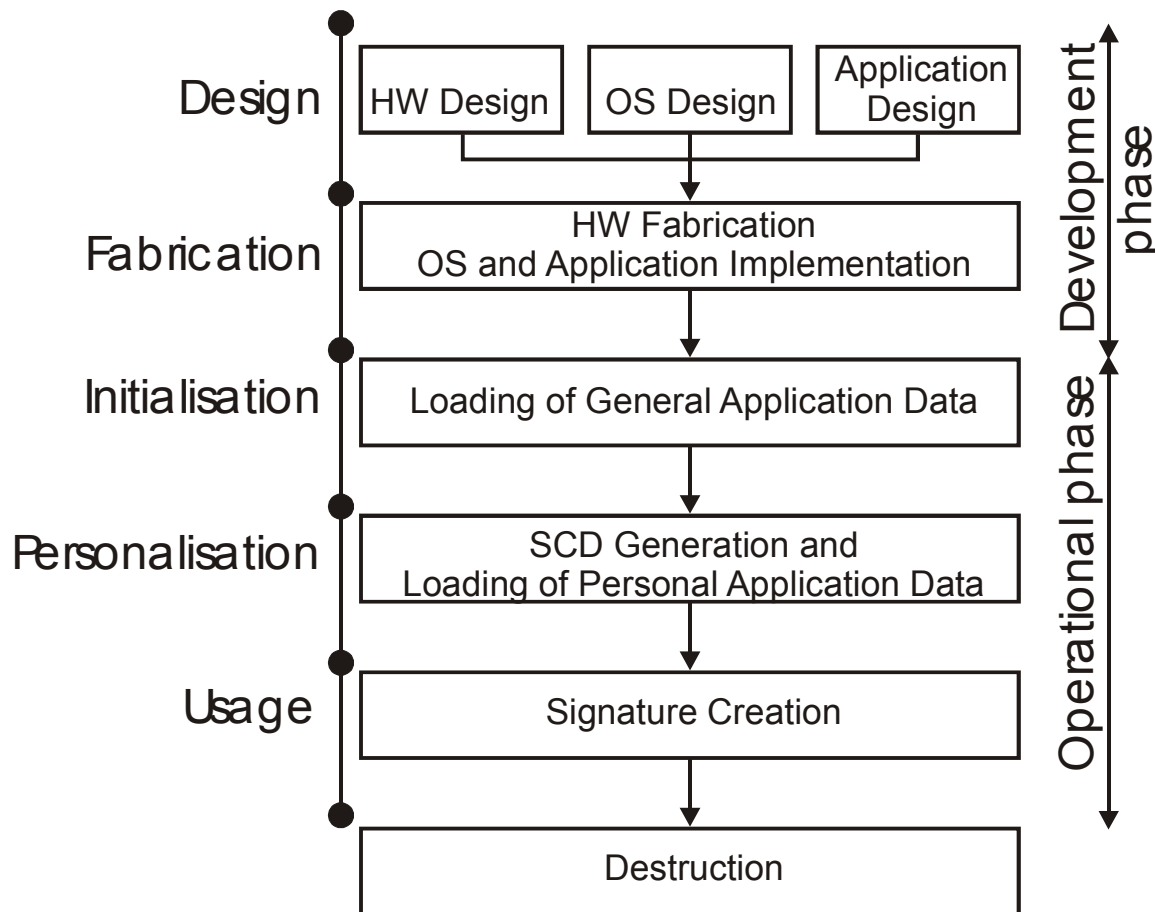 Design
HW Design
OS Design
Application
Design
Development
phase
Fabrication
HW Fabrication
OS and Application Implementation
Initialisation
Loading of General Application Data
Operational phase
Personalisation
SCD Generation and
Loading of Personal Application Data
Usage
Signature Creation
Destruction